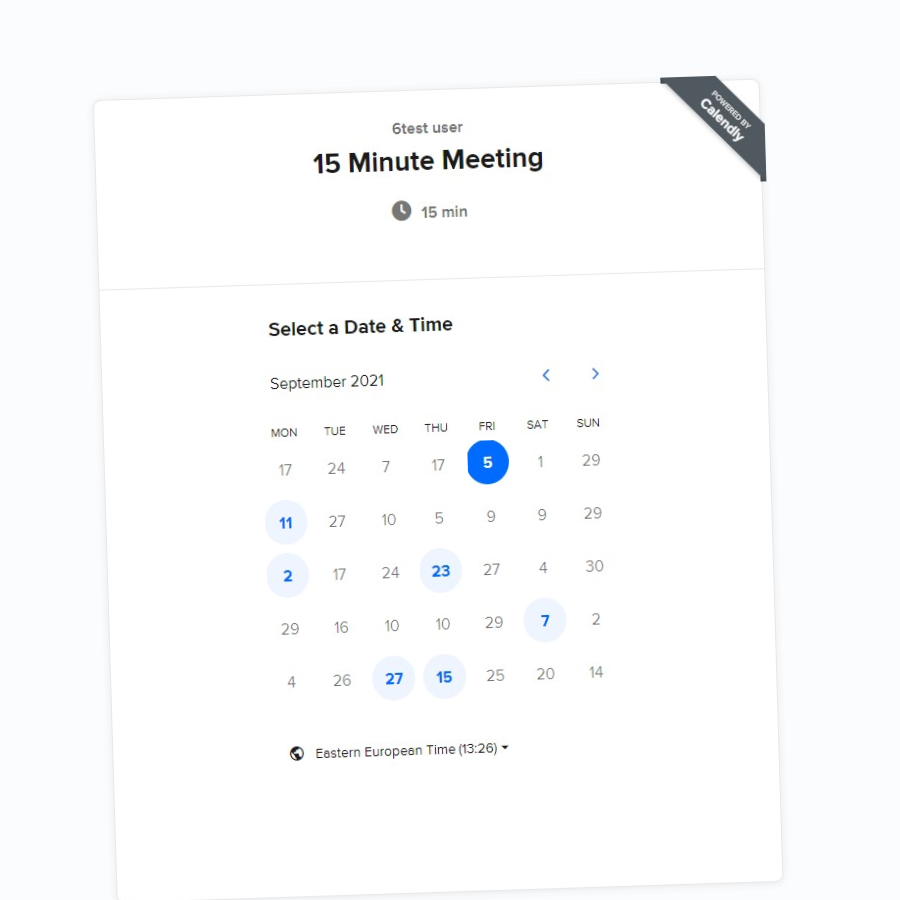 POWERED BY
Calendly
6test user
15 Minute Meeting
15 min
Select a Date & Time
September 2021
MON TUE WED THU FRI SAT SUN
17 24 7 17 5 1 29
11 27 10 5 9 9 29
2 17 24 23 27 4 30
29 16 10 10 29 7 2
4 26 27 15 25 20 14
Eastern European Time (13:26)